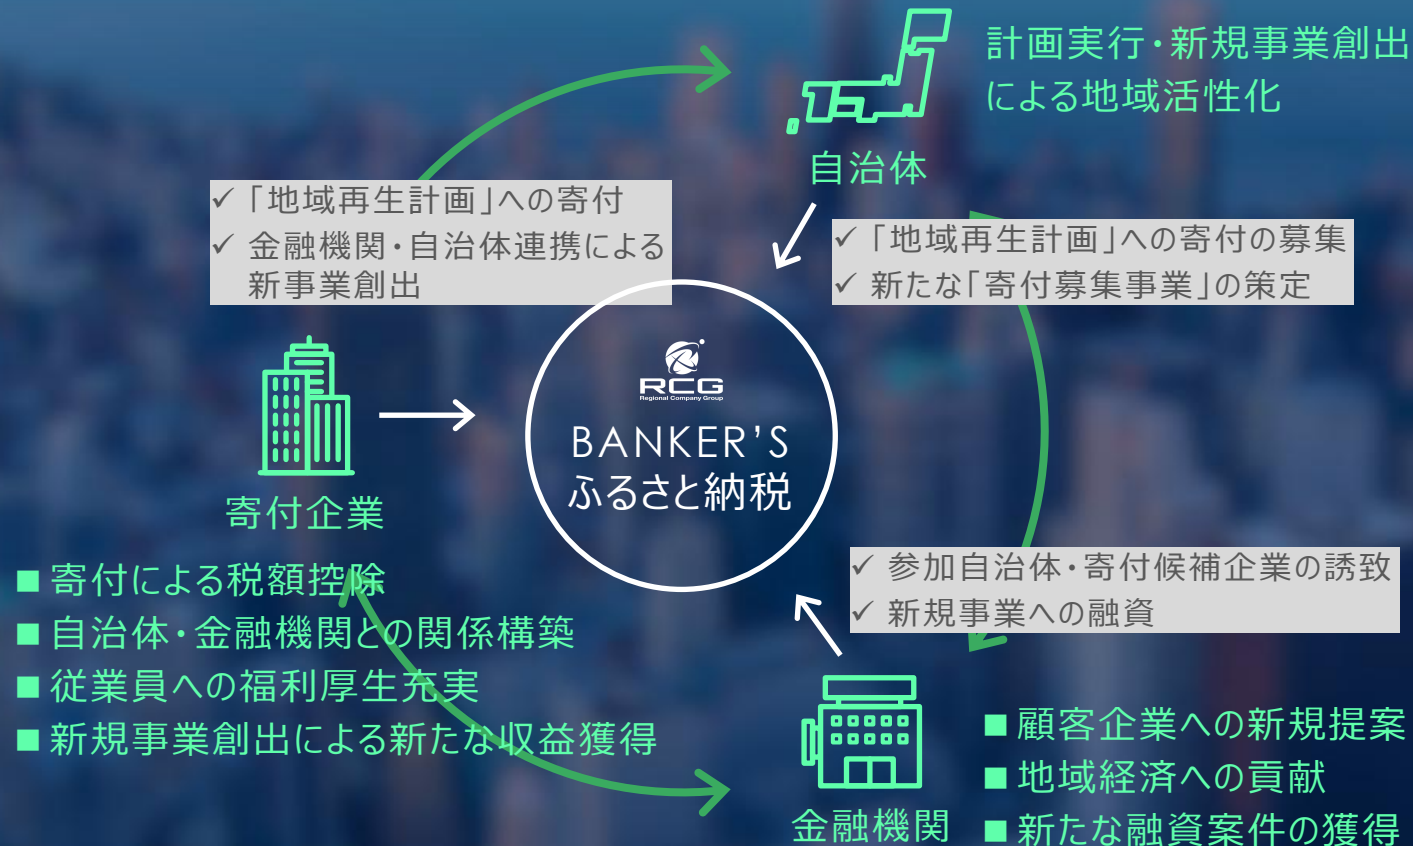 計画実行・新規事業創出
による地域活性化
自治体
✓「地域再生計画」への寄付
✓ 金融機関・自治体連携による
新事業創出
✓「地域再生計画」への寄付の募集
✓ 新たな「寄付募集事業」の策定
RCG
Regional Company Group
BANKER'S
ふるさと納税
寄付企業
■ 寄付による税額控除
■ 自治体・金融機関との関係構築
■ 従業員への福利厚生充実
■ 新規事業創出による新たな収益獲得
✓ 参加自治体・寄付候補企業の誘致
✓ 新規事業への融資
金融機関
■ 顧客企業への新規提案
■ 地域経済への貢献
■ 新たな融資案件の獲得